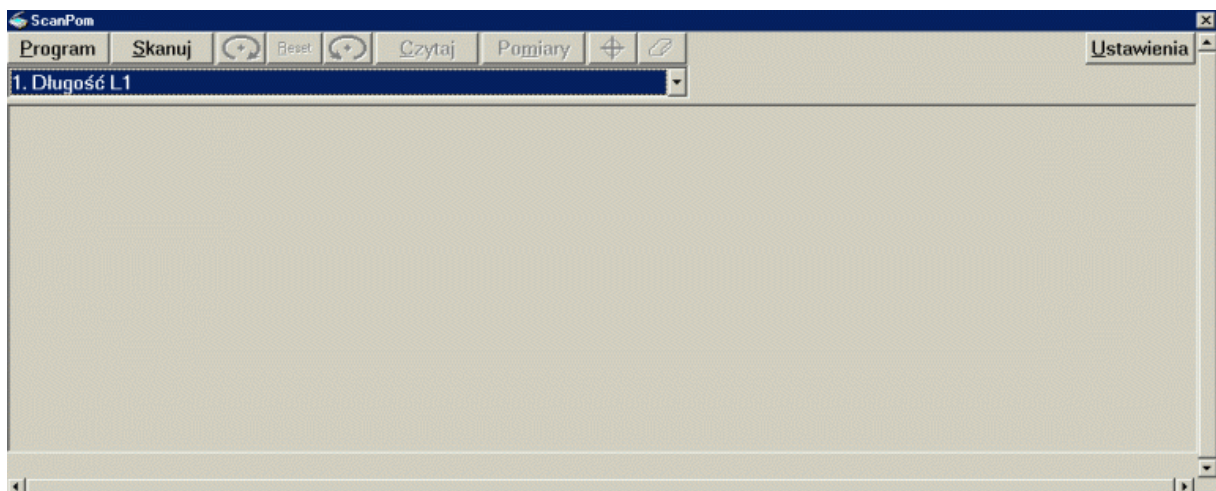 ScanPom
Program Skanuj Reset Czytaj Pomiary Ustawienia
1. Długość L1